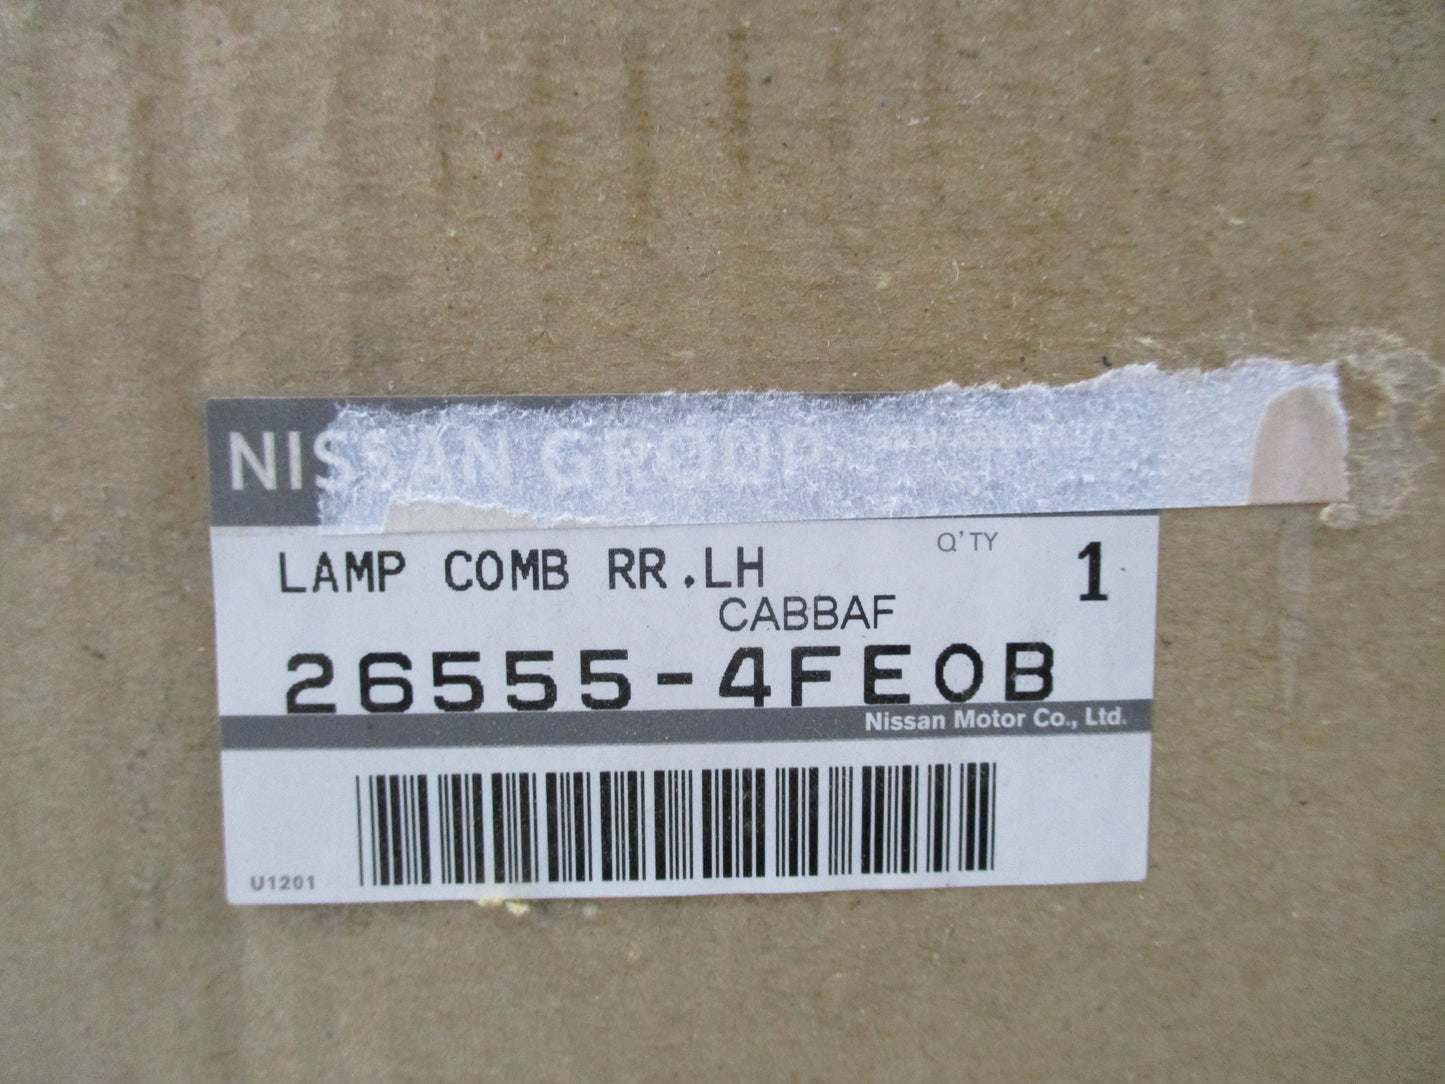 NISSAN GROUP
LAMP COMB RR.LH
Q'TY
1
CABBAF
26555-4FE0B
Nissan Motor Co., Ltd.
U1201